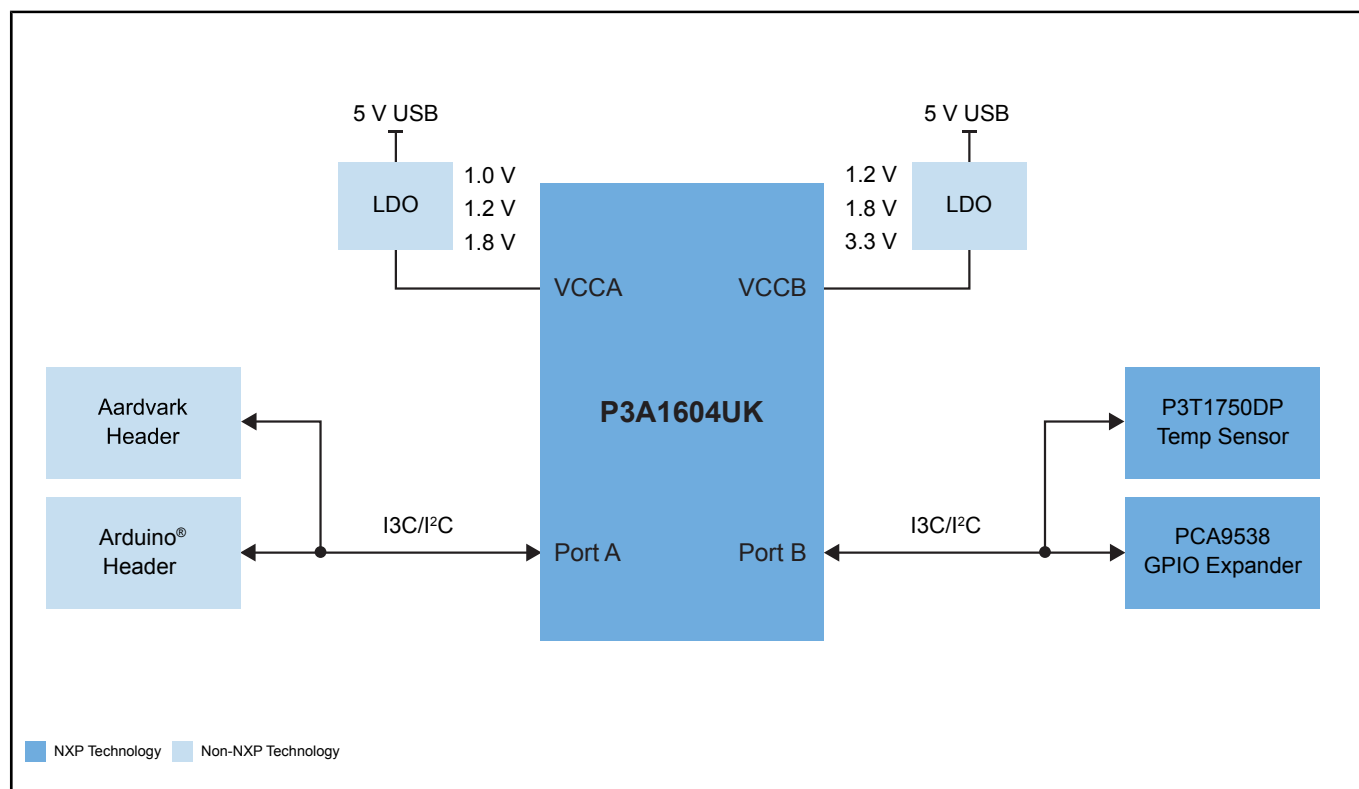 5 V USB
5 V USB
LDO
1.0 V
1.2 V
1.8 V
1.2 V
1.8 V
3.3 V
LDO
VCCA
VCCB
P3A1604UK
Aardvark
Header
P3T1750DP
Temp Sensor
Arduino®
Header
I3C/I²C
Port A
Port B
I3C/I²C
PCA9538
GPIO Expander
NXP Technology
Non-NXP Technology